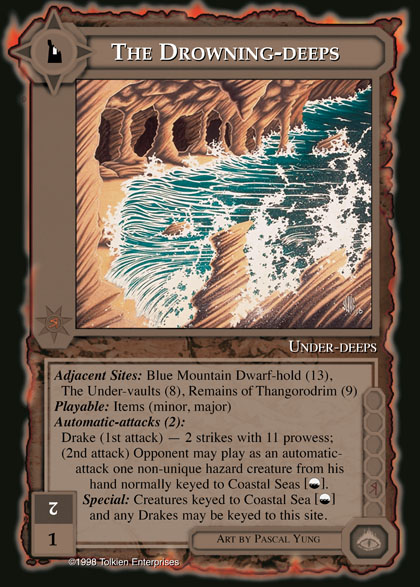 The Drowning-deeps
Under-deeps
Adjacent Sites: Blue Mountain Dwarf-hold (13),
The Under-vaults (8), Remains of Thangorodrim (9)
Playable: Items (minor, major)
Automatic-attacks (2):
Drake (1st attack) — 2 strikes with 11 prowess;
(2nd attack) Opponent may play as an automatic-
attack one non-unique hazard creature from his
hand normally keyed to Coastal Seas [].
Special: Creatures keyed to Coastal Sea []
and any Drakes may be keyed to this site.
2
1
Art by Pascal Yung
©1998 Tolkien Enterprises